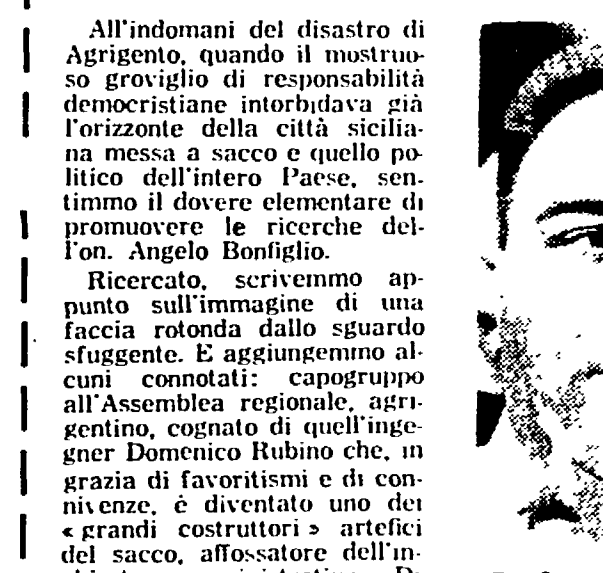 All'indomani del disastro di
Agrigento, quando il mostruo-
so groviglio di responsabilità
democristiane intorbidava già
l'orizzonte della città sicilia-
na messa a sacco e quello po-
litico dell'intero Paese, sen-
timmo il dovere elementare di
promuovere le ricerche del-
l'on. Angelo Bonfiglio.
Ricercato, scrivemmo ap-
punto sull'immagine di una
faccia rotonda dallo sguardo
sfuggente. E aggiungemmo al-
cuni connotati: capogruppo
all'Assemblea regionale, agri-
gentino, cognato di quell'inge-
gner Domenico Rubino che, in
grazia di favoritismi e di con-
nivenze, è diventato uno dei
« grandi costruttori » artefici
del sacco, affossatore dell'in-